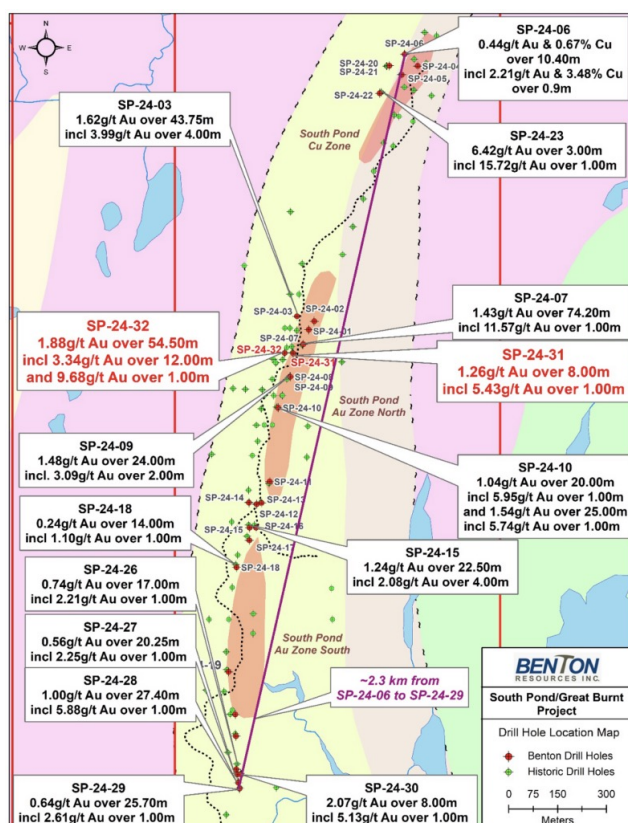 N
W
E
S
SP-24-06
0.44g/t Au & 0.67% Cu
over 10.40m
incl 2.21g/t Au & 3.48% Cu
over 0.9m
SP-24-06
SP-24-20
SP-24-21
SP-24-04
SP-24-05
SP-24-22
SP-24-03
1.62g/t Au over 43.75m
incl 3.99g/t Au over 4.00m
South Pond
Cu Zone
SP-24-23
6.42g/t Au over 3.00m
incl 15.72g/t Au over 1.00m
SP-24-03
SP-24-02
SP-24-01
SP-24-07
SP-24-32
SP-24-31
SP-24-08
SP-24-09
SP-24-10
SP-24-07
1.43g/t Au over 74.20m
incl 11.57g/t Au over 1.00m
SP-24-32
1.88g/t Au over 54.50m
incl 3.34g/t Au over 12.00m
and 9.68g/t Au over 1.00m
SP-24-31
1.26g/t Au over 8.00m
incl 5.43g/t Au over 1.00m
South Pond
Au Zone North
SP-24-09
1.48g/t Au over 24.00m
incl. 3.09g/t Au over 2.00m
SP-24-10
1.04g/t Au over 20.00m
incl 5.95g/t Au over 1.00m
and 1.54g/t Au over 25.00m
incl 5.74g/t Au over 1.00m
SP-24-11
SP-24-14
SP-24-13
SP-24-12
SP-24-15
SP-24-16
SP-24-17
SP-24-18
SP-24-18
0.24g/t Au over 14.00m
incl 1.10g/t Au over 1.00m
SP-24-15
1.24g/t Au over 22.50m
incl 2.08g/t Au over 4.00m
SP-24-26
0.74g/t Au over 17.00m
incl 2.21g/t Au over 1.00m
SP-24-27
0.56g/t Au over 20.25m
incl 2.25g/t Au over 1.00m
South Pond
Au Zone South
SP-24-28
1.00g/t Au over 27.40m
incl 5.88g/t Au over 1.00m
~2.3 km from
SP-24-06 to SP-24-29
SP-24-29
0.64g/t Au over 25.70m
incl 2.61g/t Au over 1.00m
SP-24-30
2.07g/t Au over 8.00m
incl 5.13g/t Au over 1.00m
BENTON
RESOURCES INC.
South Pond/Great Burnt
Project
Drill Hole Location Map
Benton Drill Holes
Historic Drill Holes
0 50 100
Meters